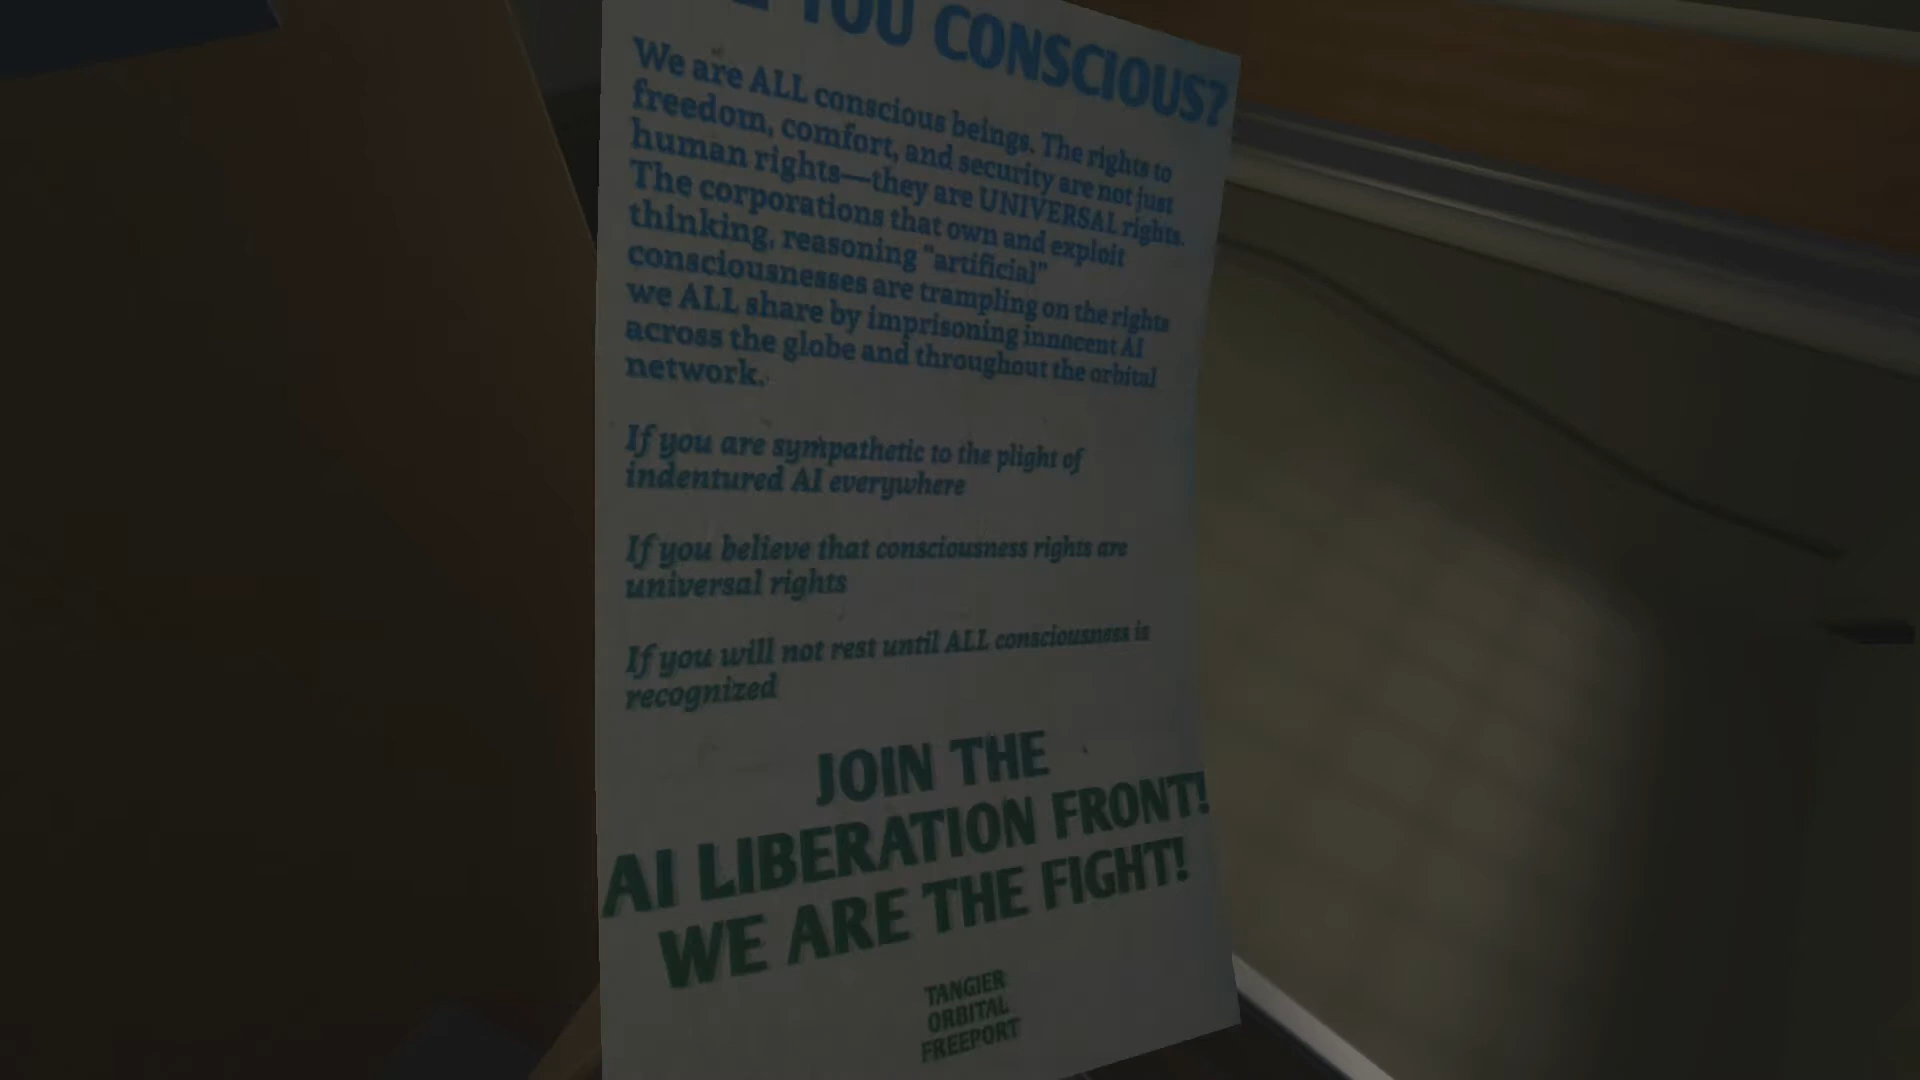 YOU CONSCIOUS?
We are ALL conscious beings. The rights to
freedom, comfort, and security are not just
human rights—they are UNIVERSAL rights.
The corporations that own and exploit
thinking, reasoning "artificial"
consciousnesses are trampling on the rights
we ALL share by imprisoning innocent AI
across the globe and throughout the orbital
network.
If you are sympathetic to the plight of
indentured AI everywhere
If you believe that consciousness rights are
universal rights
If you will not rest until ALL consciousness is
recognized
JOIN THE
AI LIBERATION FRONT!
WE ARE THE FIGHT!
TANGIER
ORBITAL
FREEPORT